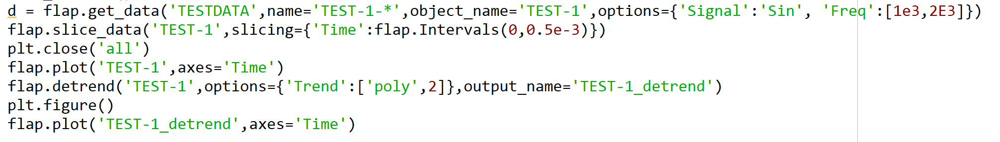 d = flap.get_data('TESTDATA',name='TEST-1-*',object_name='TEST-1',options={'Signal':'Sin', 'Freq':[1e3,2E3]})
flap.slice_data('TEST-1',slicing={'Time':flap.Intervals(0,0.5e-3)})
plt.close('all')
flap.plot('TEST-1',axes='Time')
flap.detrend('TEST-1',options={'Trend':['poly',2]},output_name='TEST-1_detrend')
plt.figure()
flap.plot('TEST-1_detrend',axes='Time')